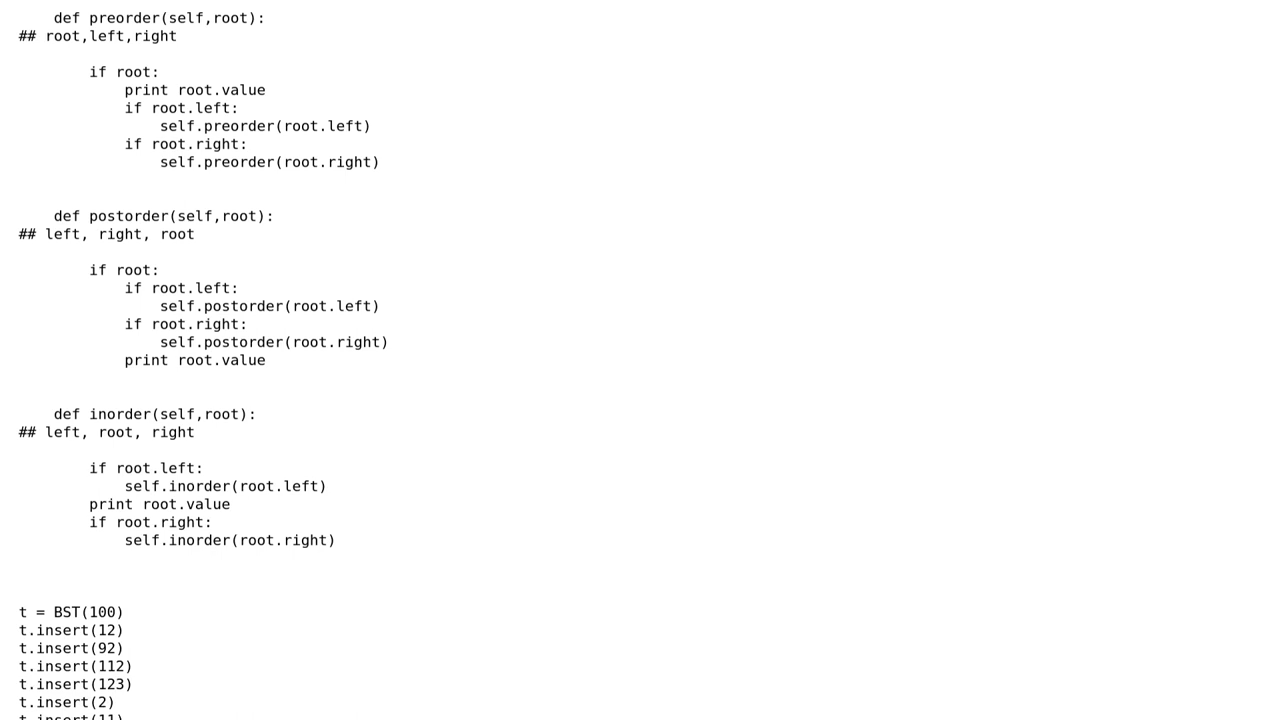 def preorder(self,root):
## root,left,right

        if root:
            print root.value
            if root.left:
                self.preorder(root.left)
            if root.right:
                self.preorder(root.right)


    def postorder(self,root):
## left, right, root

        if root:
            if root.left:
                self.postorder(root.left)
            if root.right:
                self.postorder(root.right)
            print root.value


    def inorder(self,root):
## left, root, right

        if root.left:
            self.inorder(root.left)
        print root.value
        if root.right:
            self.inorder(root.right)



t = BST(100)
t.insert(12)
t.insert(92)
t.insert(112)
t.insert(123)
t.insert(2)
t.insert(11)